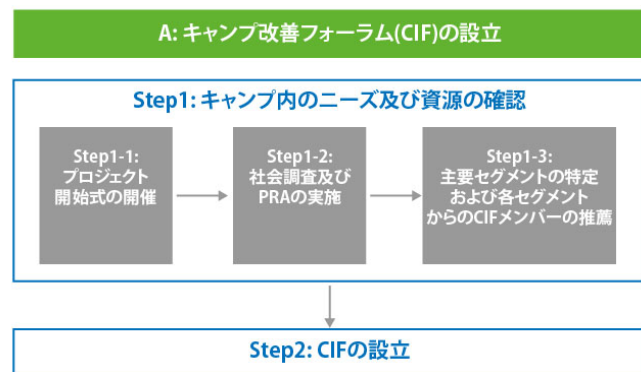 A: キャンプ改善フォーラム(CIF)の設立
Step1: キャンプ内のニーズ及び資源の確認
Step1-1:
プロジェクト
開始式の開催
Step1-2:
社会調査及び
PRAの実施
Step1-3:
主要セグメントの特定
および各セグメント
からのCIFメンバーの推薦
Step2: CIFの設立